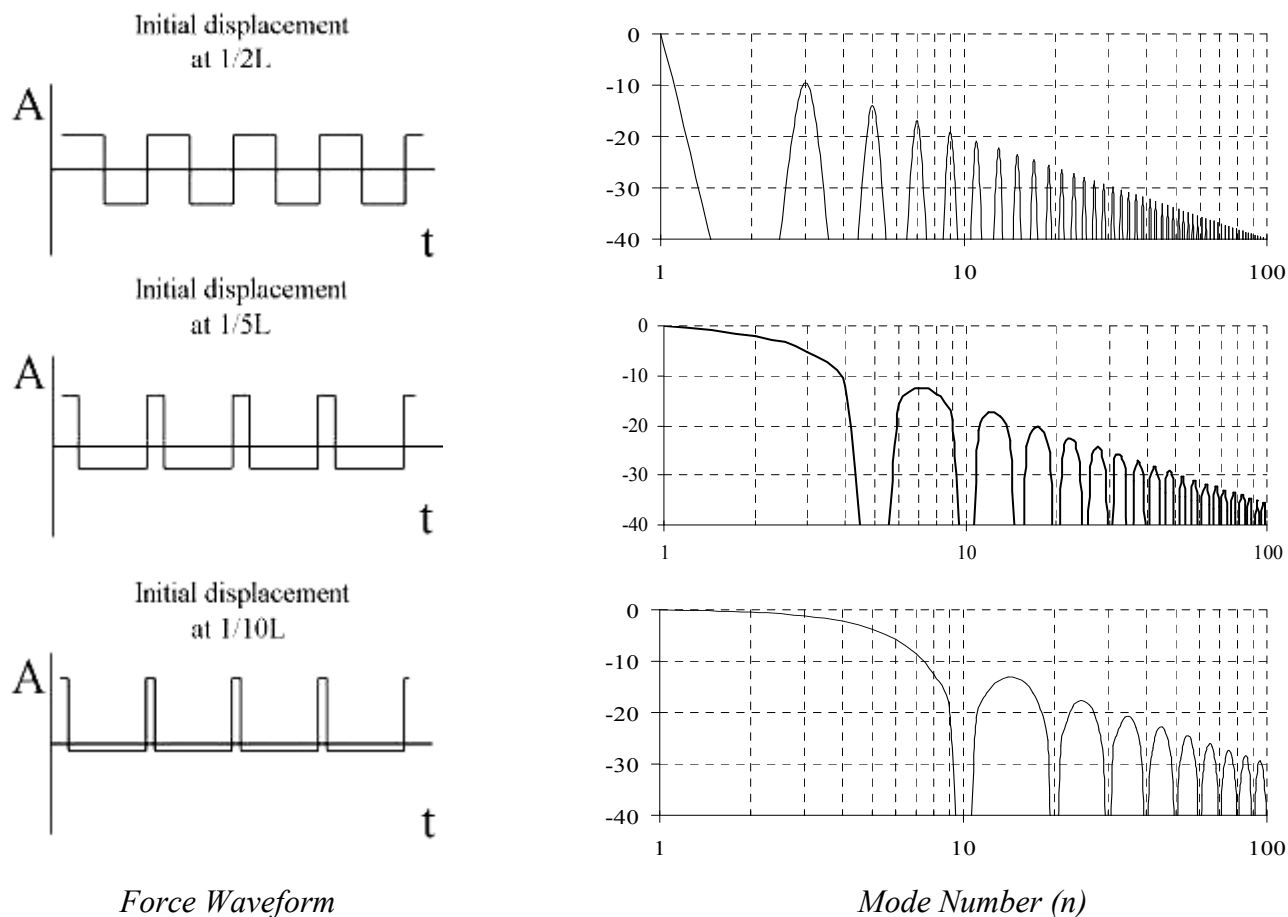 Initial displacement
at 1/2L
A
t
0
-10
-20
-30
-40
1 10 100
Initial displacement
at 1/5L
A
t
0
-10
-20
-30
-40
1 10 100
Initial displacement
at 1/10L
A
t
0
-10
-20
-30
-40
1 10 100
Force Waveform
Mode Number (n)